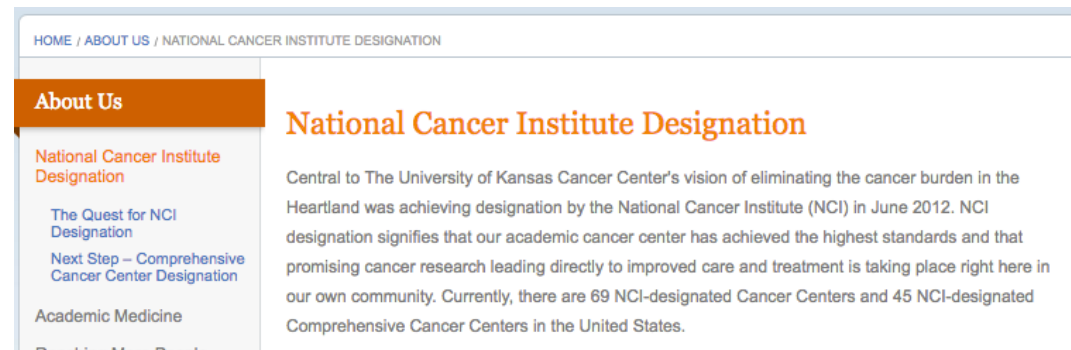 HOME / ABOUT US / NATIONAL CANCER INSTITUTE DESIGNATION
About Us
National Cancer Institute
Designation
The Quest for NCI
Designation
Next Step – Comprehensive
Cancer Center Designation
Academic Medicine
National Cancer Institute Designation
Central to The University of Kansas Cancer Center's vision of eliminating the cancer burden in the
Heartland was achieving designation by the National Cancer Institute (NCI) in June 2012. NCI
designation signifies that our academic cancer center has achieved the highest standards and that
promising cancer research leading directly to improved care and treatment is taking place right here in
our own community. Currently, there are 69 NCI-designated Cancer Centers and 45 NCI-designated
Comprehensive Cancer Centers in the United States.